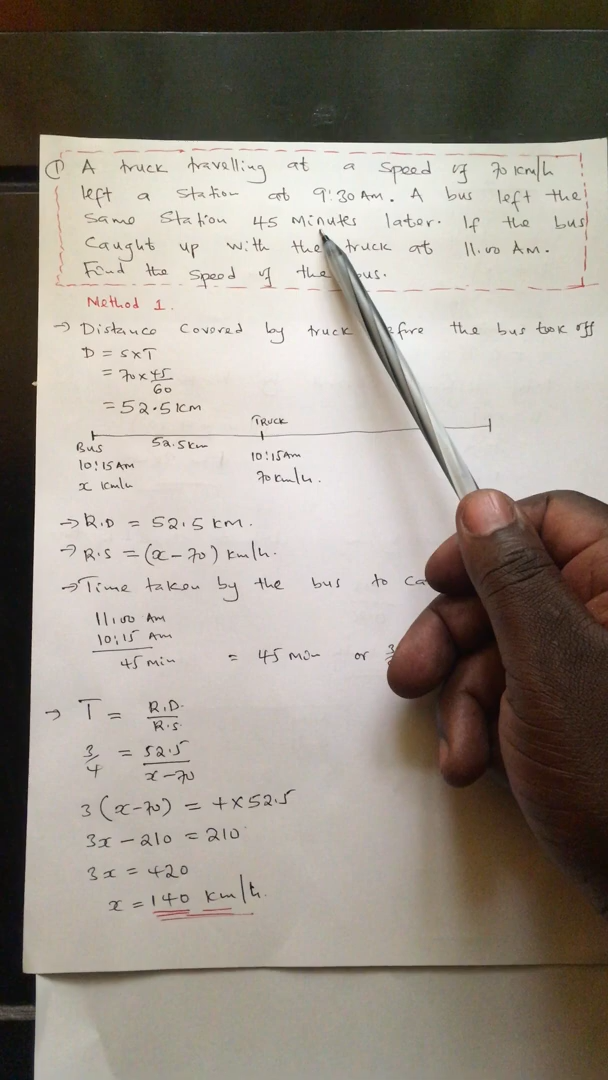 ① A truck travelling at a speed of 70 km/h
left a station at 9:30 AM. A bus left the
same station 45 minutes later. If the bus
caught up with the truck at 11.00 AM.
Find the speed of the bus.
Method 1.
→ Distance covered by truck before the bus took off
D = S×T
= 70 × 45/60
= 52.5 km
TRUCK
52.5km
Bus
10:15 AM
x km/h
10:15 AM
70 km/h.
→ R.D = 52.5 km.
→ R.S = (x-70) km/h.
→ Time taken by the bus to
11.00 AM
10:15 AM
45 min = 45 min or
→ T = R.D./R.S.
3/4 = 52.5/x-70
3(x-70) = 4×52.5
3x - 210 = 210
3x = 420
x = 140 km/h.